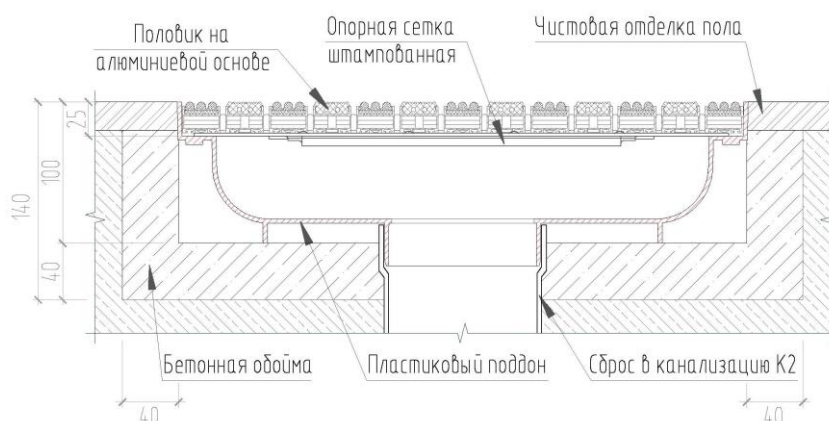 Половик на
алюминиевой основе
Опорная сетка
штампованная
Чистовая отделка пола
25
100
140
40
Бетонная обойма
Пластиковый поддон
Сброс в канализацию К2
40
40